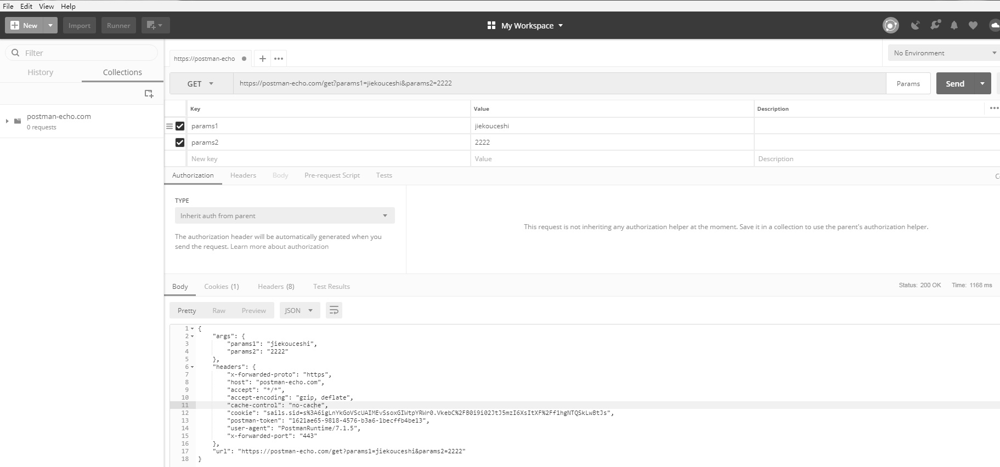 File Edit View Help
New Import Runner My Workspace
Filter
History Collections
postman-echo.com
0 requests
https://postman-echo
No Environment
GET https://postman-echo.com/get?params1=jiekouceshi&params2=2222 Params Send
Key Value Description
params1 jiekouceshi
params2 2222
New key Value Description
Authorization Headers Body Pre-request Script Tests
TYPE
Inherit auth from parent
The authorization header will be automatically generated when you
send the request. Learn more about authorization
This request is not inheriting any authorization helper at the moment. Save it in a collection to use the parent's authorization helper.
Body Cookies (1) Headers (8) Test Results Status: 200 OK Time: 1168 ms
Pretty Raw Preview JSON
1 {
2 "args": {
3 "params1": "jiekouceshi",
4 "params2": "2222"
5 },
6 "headers": {
7 "x-forwarded-proto": "https",
8 "host": "postman-echo.com",
9 "accept": "*/*",
10 "accept-encoding": "gzip, deflate",
11 "cache-control": "no-cache",
12 "cookie": "sails.sid=s%3A6igLnYkGoVScUAIMEvSsoxGIWtpYRWr0.VkebC%2FB0i9i02JtJ5mzI6XsItXF%2Ff1hgNTQSkLwBtJs",
13 "postman-token": "1621ae65-9818-4576-b3a6-1becffb4be13",
14 "user-agent": "PostmanRuntime/7.1.5",
15 "x-forwarded-port": "443"
16 },
17 "url": "https://postman-echo.com/get?params1=jiekouceshi&params2=2222"
18 }